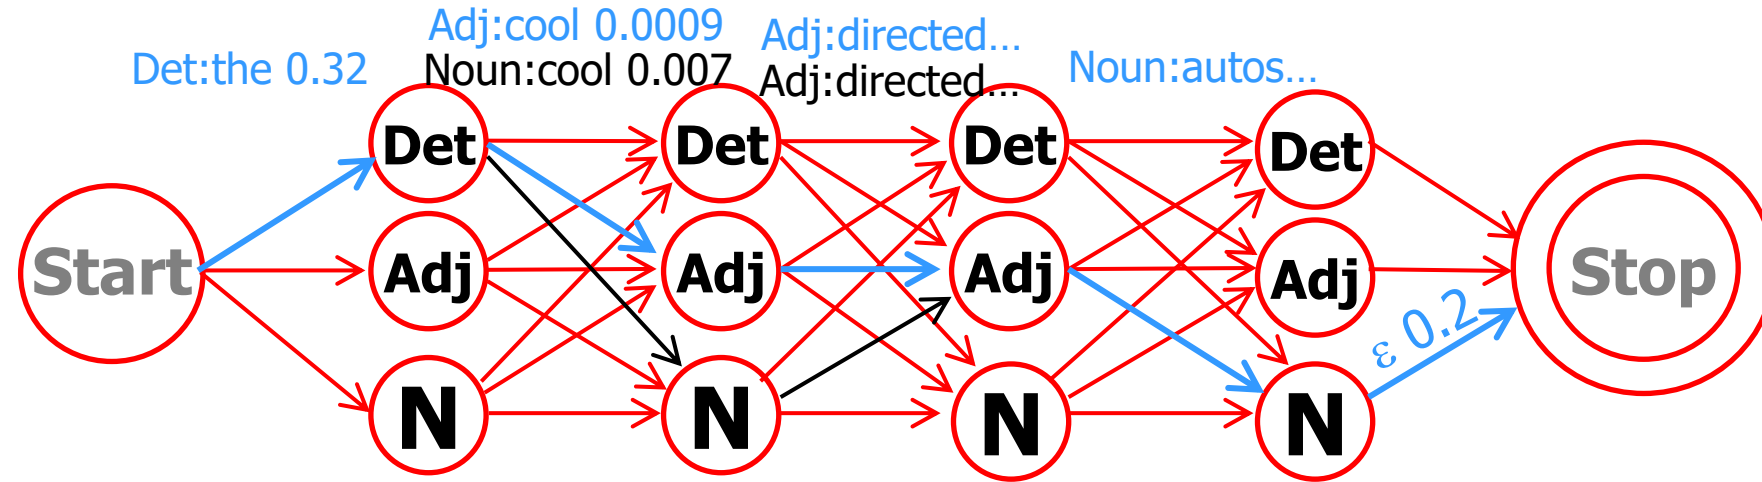 Adj:cool 0.0009
Adj:directed…
Det:the 0.32
Noun:cool 0.007
Adj:directed…
Noun:autos…
Det
Det
Det
Det
Start
Adj
Adj
Adj
Adj
Stop
ε 0.2
N
N
N
N